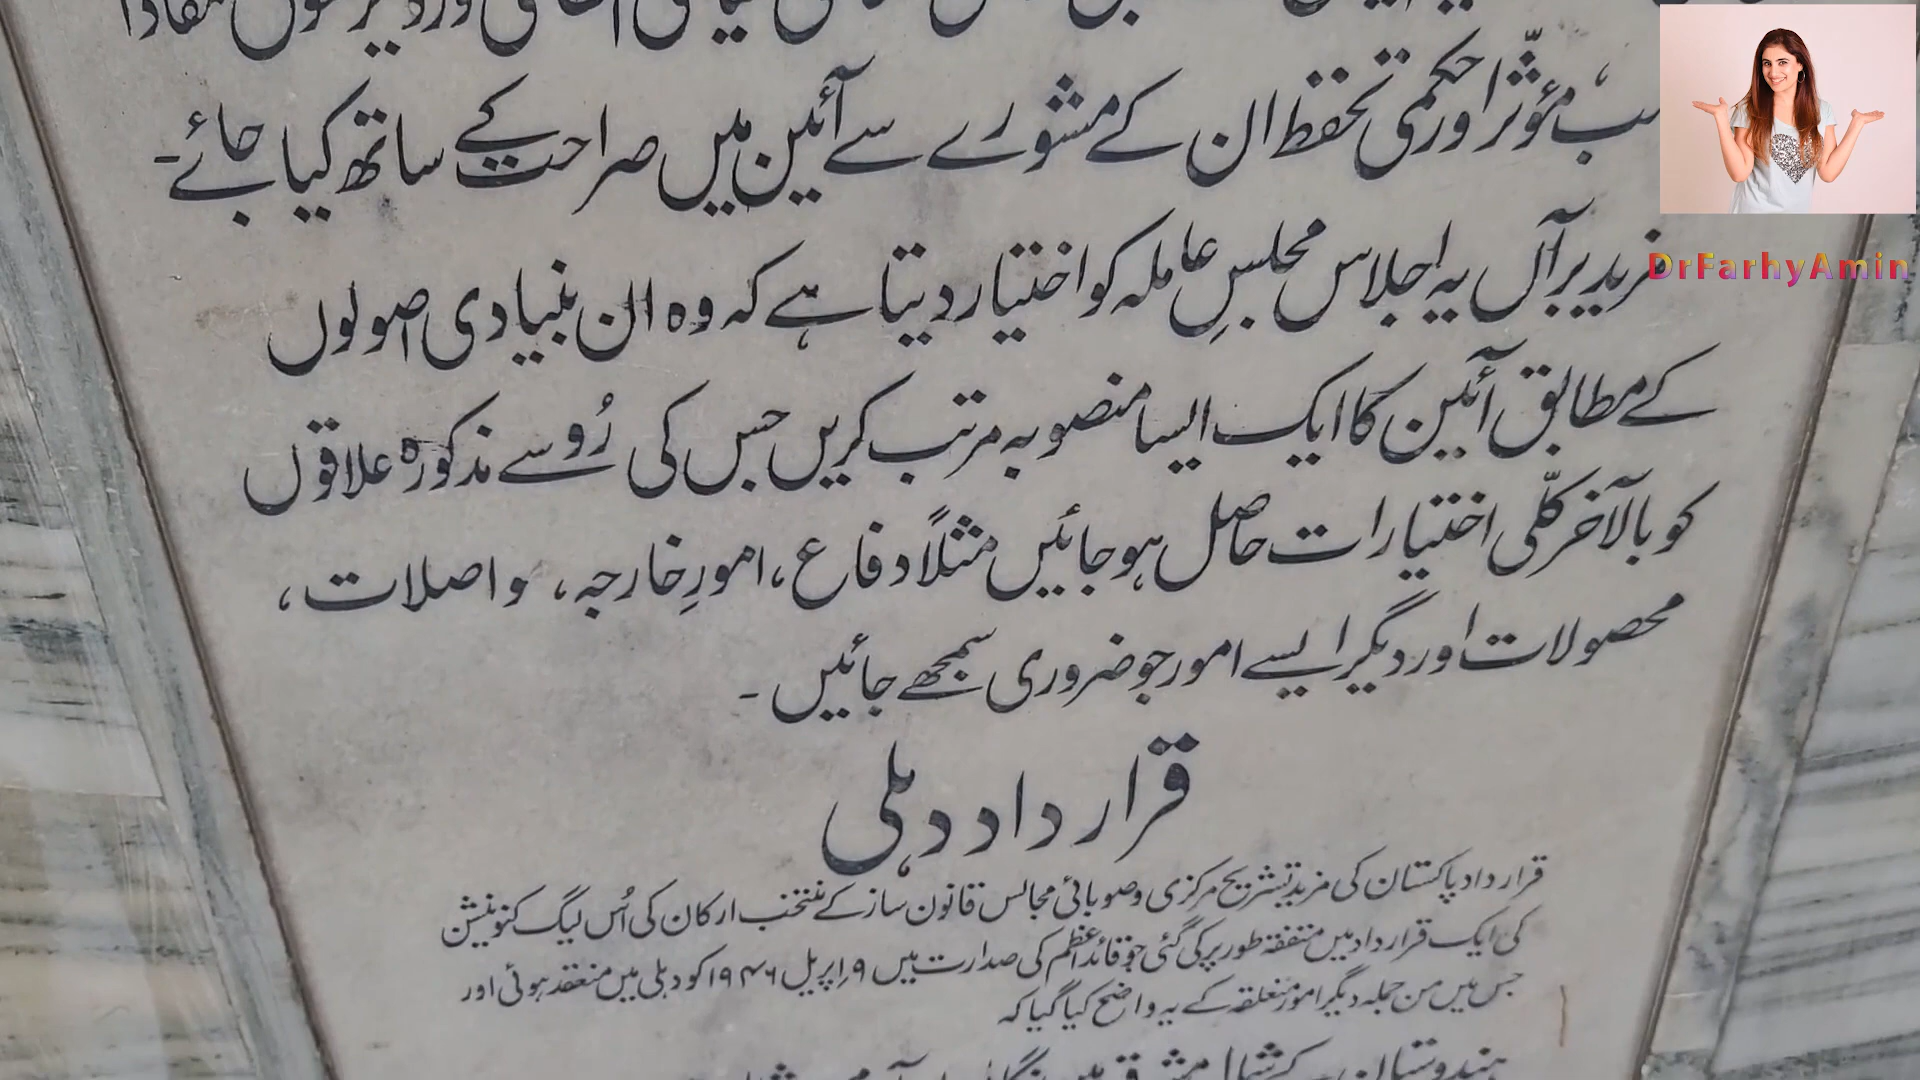 مؤثر اور حکمی تحفظ ان کے مشورے سے آئین میں صراحت کے ساتھ کیا جائے۔
مزید برآں یہ اجلاس مجلسِ عاملہ کو اختیار دیتا ہے کہ وہ ان بنیادی اصولوں
کے مطابق آئین کا ایک ایسا منصوبہ مرتب کریں جس کی رُو سے مذکورہ علاقوں
کو بالآخر کلّی اختیارات حاصل ہو جائیں مثلاً دفاع، امورِ خارجہ، واصلات،
محصولات اور دیگر ایسے امور جو ضروری سمجھے جائیں۔
قرار داد دہلی
قرار داد پاکستان کی مزید تشریح مرکزی و صوبائی مجالس قانون ساز کے منتخب ارکان کی اُس لیگ کنونیشن
کی ایک قرار داد میں متفقہ طور پر کی گئی جو قائد اعظم کی صدارت میں ۹ اپریل ۱۹۴۶ کو دہلی میں منعقد ہوئی اور
جس میں من جملہ دیگر امور متعلقہ کے یہ واضح کیا گیا کہ
DrFarhyAmin